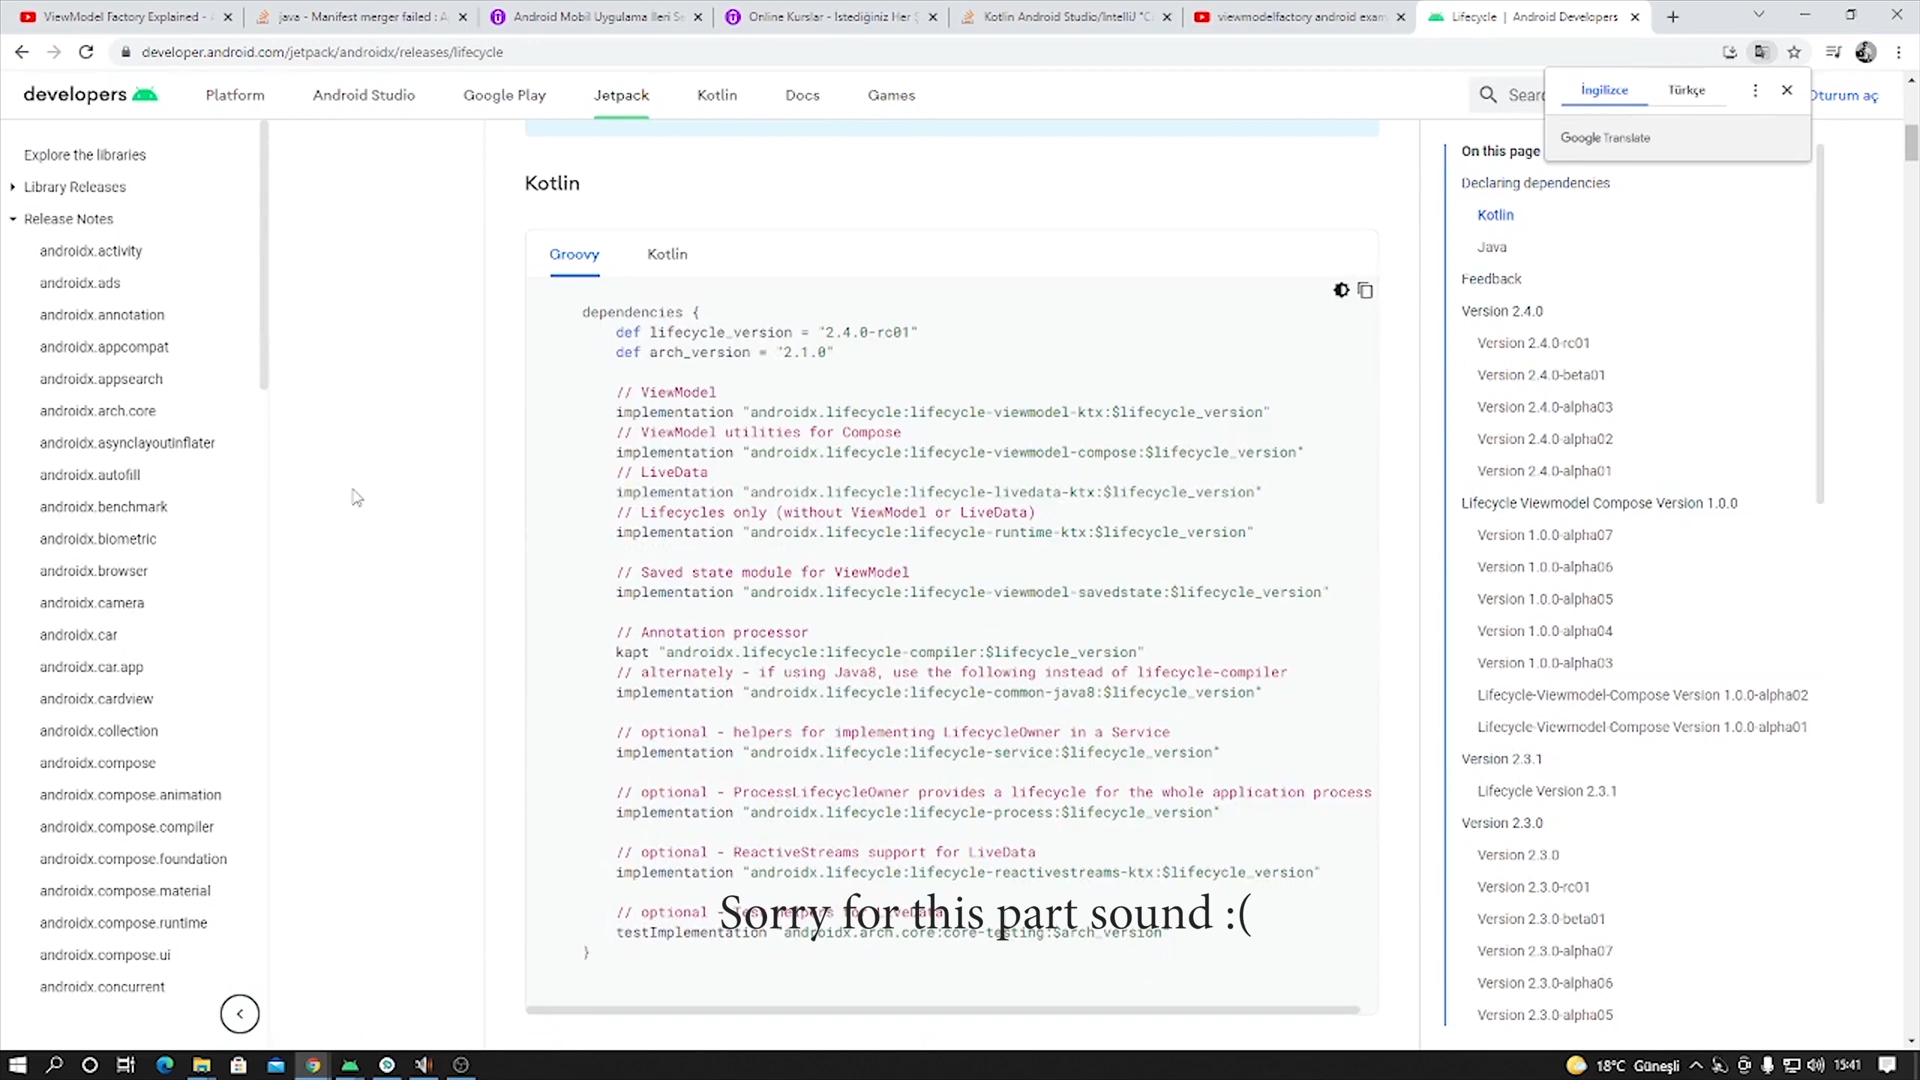 ViewModel Factory Explained -
java - Manifest merger failed : A
Android Mobil Uygulama İleri Se
Online Kurslar - İstediğiniz Her Ş
Kotlin Android Studio/IntelliJ "C
viewmodelfactory android exam
Lifecycle | Android Developers
developer.android.com/jetpack/androidx/releases/lifecycle
developers
Platform
Android Studio
Google Play
Jetpack
Kotlin
Docs
Games
Sear
Oturum aç
İngilizce
Türkçe
Google Translate
Explore the libraries
Library Releases
Release Notes
androidx.activity
androidx.ads
androidx.annotation
androidx.appcompat
androidx.appsearch
androidx.arch.core
androidx.asynclayoutinflater
androidx.autofill
androidx.benchmark
androidx.biometric
androidx.browser
androidx.camera
androidx.car
androidx.car.app
androidx.cardview
androidx.collection
androidx.compose
androidx.compose.animation
androidx.compose.compiler
androidx.compose.foundation
androidx.compose.material
androidx.compose.runtime
androidx.compose.ui
androidx.concurrent
Kotlin
Groovy
Kotlin
dependencies {
def lifecycle_version = "2.4.0-rc01"
def arch_version = "2.1.0"
// ViewModel
implementation "androidx.lifecycle:lifecycle-viewmodel-ktx:$lifecycle_version"
// ViewModel utilities for Compose
implementation "androidx.lifecycle:lifecycle-viewmodel-compose:$lifecycle_version"
// LiveData
implementation "androidx.lifecycle:lifecycle-livedata-ktx:$lifecycle_version"
// Lifecycles only (without ViewModel or LiveData)
implementation "androidx.lifecycle:lifecycle-runtime-ktx:$lifecycle_version"
// Saved state module for ViewModel
implementation "androidx.lifecycle:lifecycle-viewmodel-savedstate:$lifecycle_version"
// Annotation processor
kapt "androidx.lifecycle:lifecycle-compiler:$lifecycle_version"
// alternately - if using Java8, use the following instead of lifecycle-compiler
implementation "androidx.lifecycle:lifecycle-common-java8:$lifecycle_version"
// optional - helpers for implementing LifecycleOwner in a Service
implementation "androidx.lifecycle:lifecycle-service:$lifecycle_version"
// optional - ProcessLifecycleOwner provides a lifecycle for the whole application process
implementation "androidx.lifecycle:lifecycle-process:$lifecycle_version"
// optional - ReactiveStreams support for LiveData
implementation "androidx.lifecycle:lifecycle-reactivestreams-ktx:$lifecycle_version"
// optional - Test helpers for LiveData
testImplementation "androidx.arch.core:core-testing:$arch_version"
}
Sorry for this part sound :(
On this page
Declaring dependencies
Kotlin
Java
Feedback
Version 2.4.0
Version 2.4.0-rc01
Version 2.4.0-beta01
Version 2.4.0-alpha03
Version 2.4.0-alpha02
Version 2.4.0-alpha01
Lifecycle Viewmodel Compose Version 1.0.0
Version 1.0.0-alpha07
Version 1.0.0-alpha06
Version 1.0.0-alpha05
Version 1.0.0-alpha04
Version 1.0.0-alpha03
Lifecycle-Viewmodel-Compose Version 1.0.0-alpha02
Lifecycle-Viewmodel-Compose Version 1.0.0-alpha01
Version 2.3.1
Lifecycle Version 2.3.1
Version 2.3.0
Version 2.3.0
Version 2.3.0-rc01
Version 2.3.0-beta01
Version 2.3.0-alpha07
Version 2.3.0-alpha06
Version 2.3.0-alpha05
18°C Güneşli
15:41